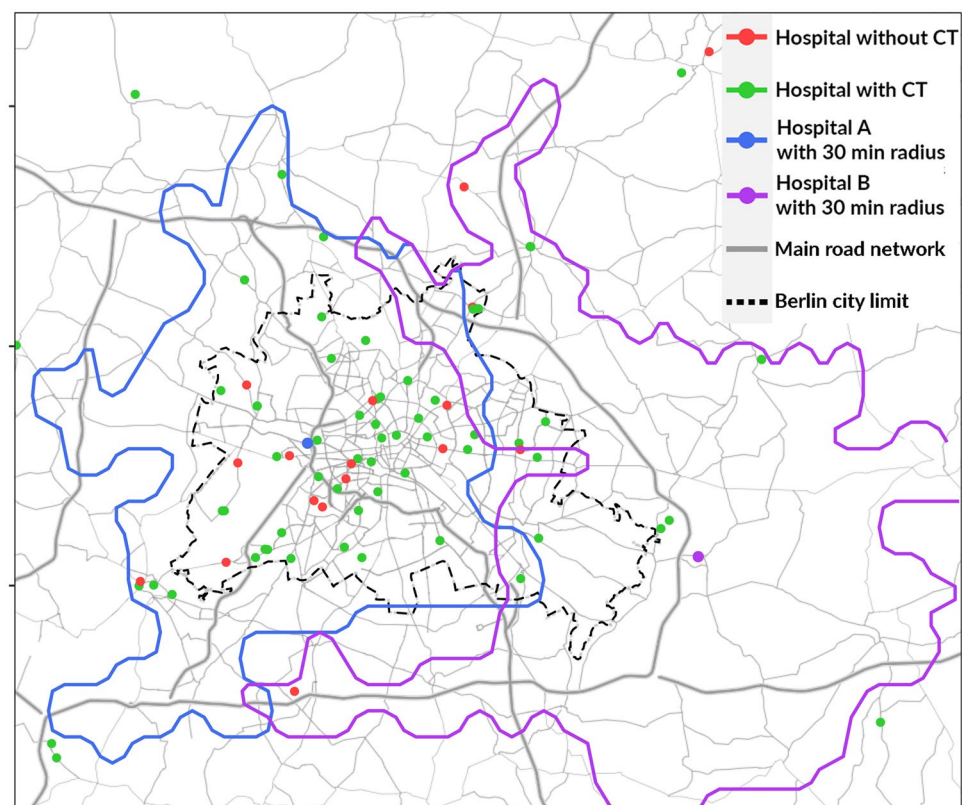 Hospital without CT
Hospital with CT
Hospital A
with 30 min radius
Hospital B
with 30 min radius
Main road network
Berlin city limit